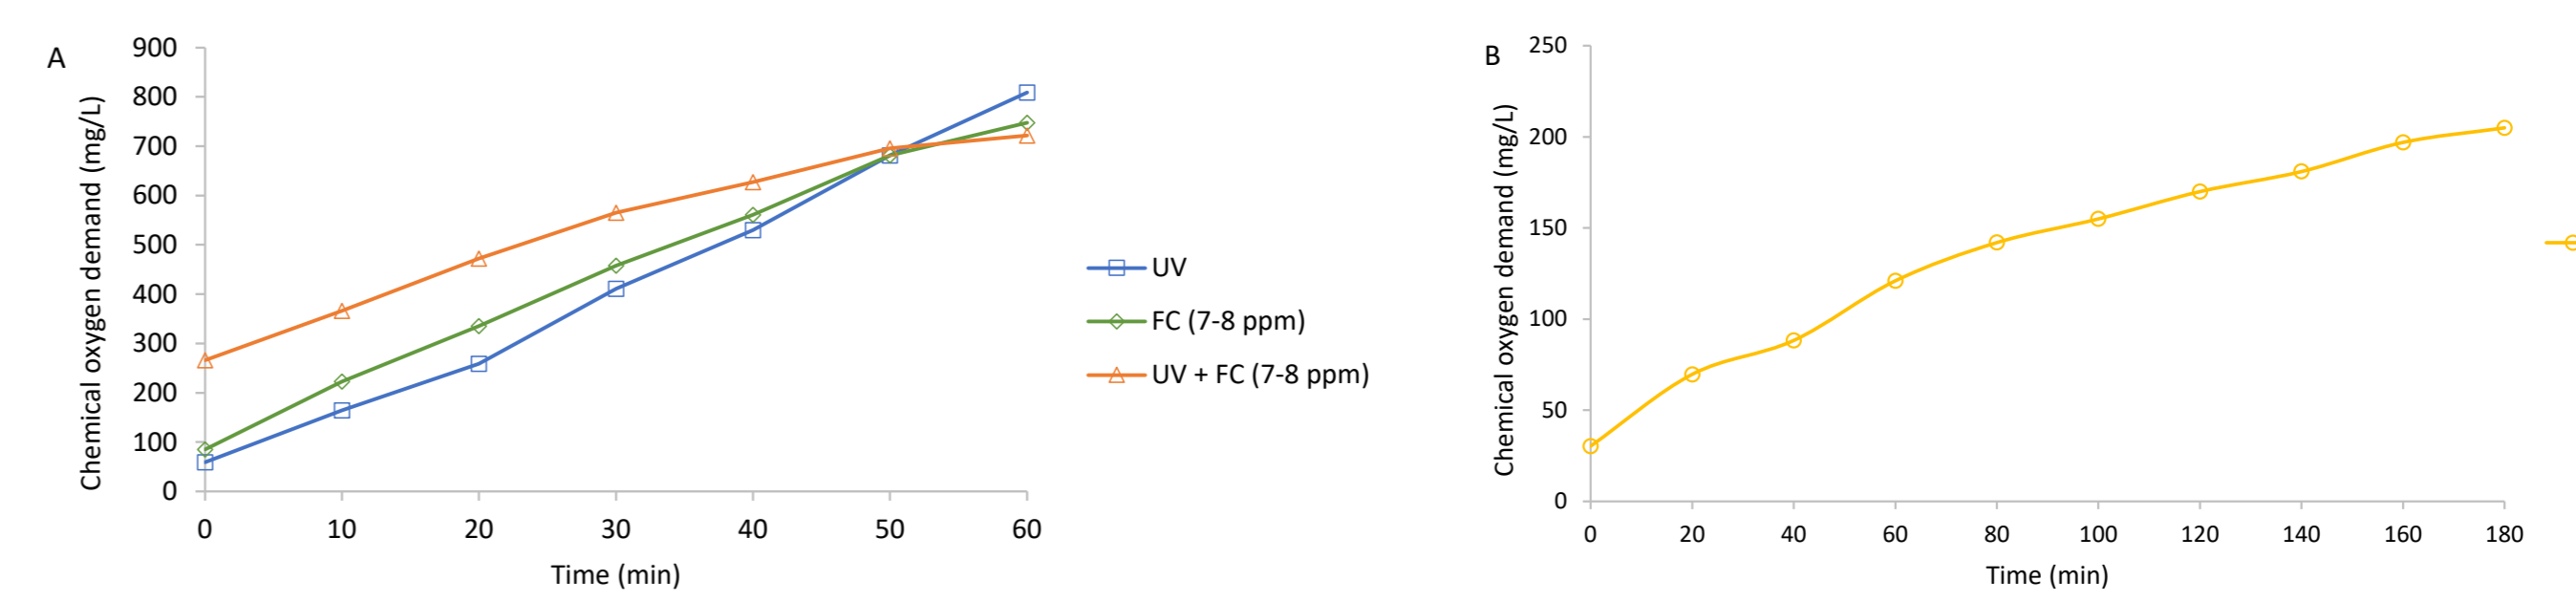 A
Chemical oxygen demand (mg/L)
900
800
700
600
500
400
300
200
100
0
0 10 20 30 40 50 60
Time (min)
UV
FC (7-8 ppm)
UV + FC (7-8 ppm)
B
Chemical oxygen demand (mg/L)
250
200
150
100
50
0
0 20 40 60 80 100 120 140 160 180
Time (min)